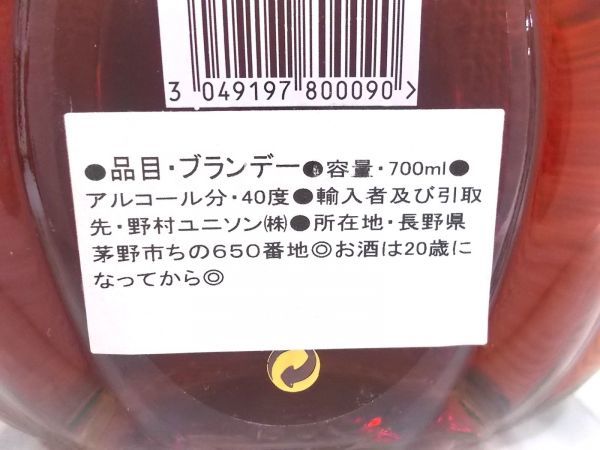 3 049197 800090>
●品目・ブランデー●容量・700ml●
アルコール分・40度●輸入者及び引取
先・野村ユニソン㈱●所在地・長野県
茅野市ちの650番地◎お酒は20歳に
なってから◎